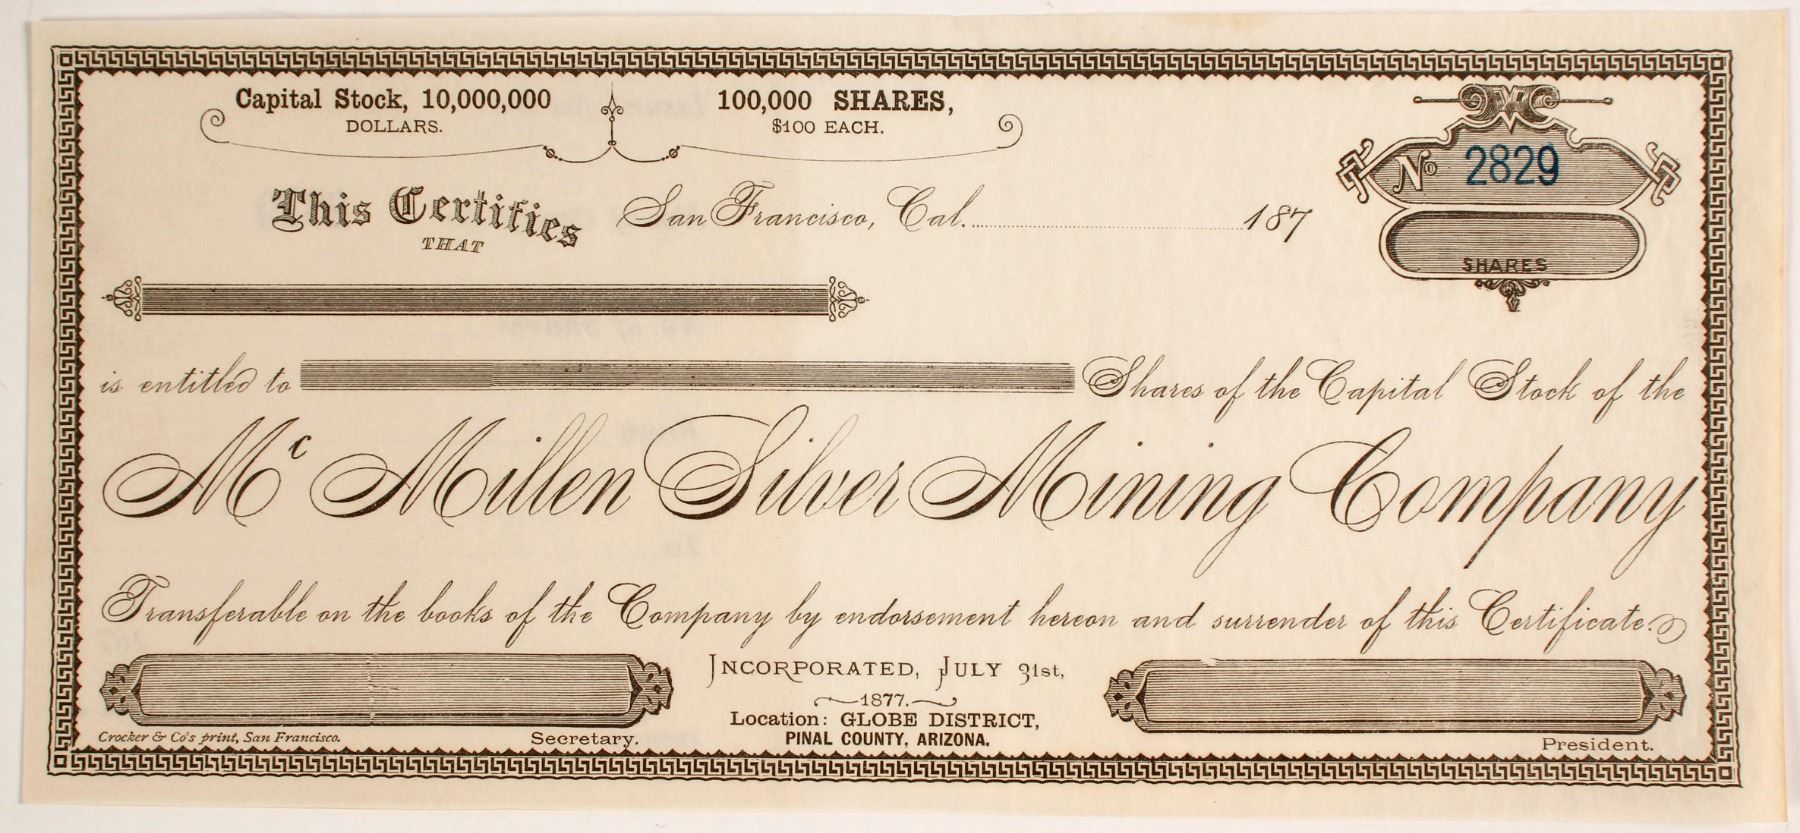 Capital Stock, 10,000,000 DOLLARS.
100,000 SHARES, $100 EACH.
Nº 2829
SHARES
This Certifies THAT
San Francisco, Cal. 187
is entitled to Shares of the Capital Stock of the
Mc Millen Silver Mining Company
Transferable on the books of the Company by endorsement hereon and surrender of this Certificate.
INCORPORATED, JULY 31st,
1877.
Location: GLOBE DISTRICT,
PINAL COUNTY, ARIZONA.
Crocker & Co's print, San Francisco.
Secretary.
President.